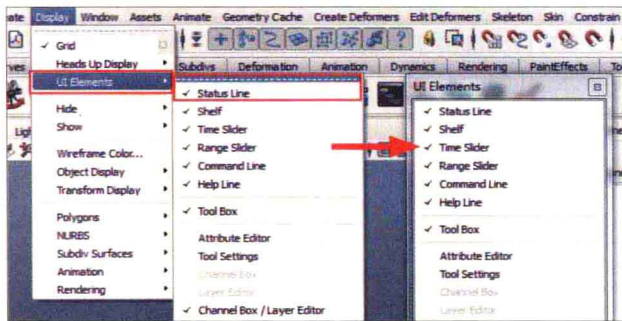 Display Window Assets Animate Geometry Cache Create Deformers Edit Deformers Skeleton Skin Constrain
Subdivs Deformation Animation Dynamics Rendering PaintEffects
Grid
Heads Up Display
UI Elements
Hide
Show
Wireframe Color...
Object Display
Transform Display
Polygons
NURBS
Subdiv Surfaces
Animation
Rendering
Status Line
Shelf
Time Slider
Range Slider
Command Line
Help Line
Tool Box
Attribute Editor
Tool Settings
Channel Box
Layer Editor
Channel Box / Layer Editor
UI Elements
Status Line
Shelf
Time Slider
Range Slider
Command Line
Help Line
Tool Box
Attribute Editor
Tool Settings
Channel Box
Layer Editor